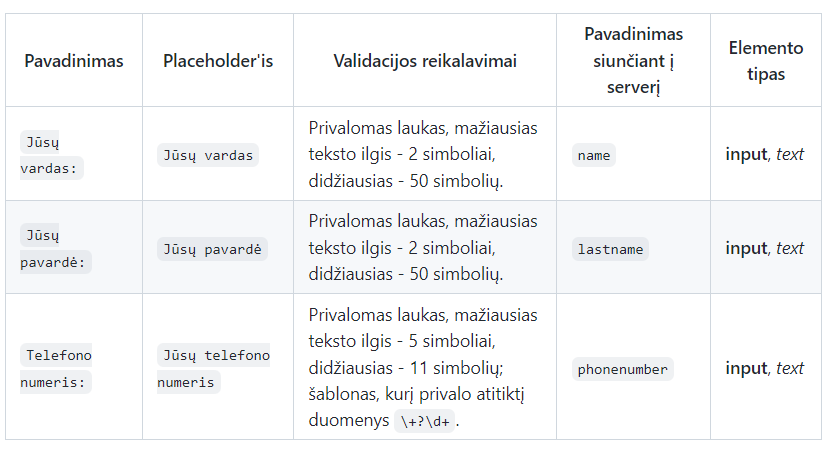 Pavadinimas
Placeholder'is
Validacijos reikalavimai
Pavadinimas
siunčiant į
serverį
Elemento
tipas
Jūsų
vardas:
Jūsų vardas
Privalomas laukas, mažiausias
teksto ilgis - 2 simboliai,
didžiausias - 50 simbolių.
name
input, text
Jūsų
pavardė:
Jūsų pavardė
Privalomas laukas, mažiausias
teksto ilgis - 2 simboliai,
didžiausias - 50 simbolių.
lastname
input, text
Telefono
numeris:
Jūsų telefono
numeris
Privalomas laukas, mažiausias
teksto ilgis - 5 simboliai,
didžiausias - 11 simbolių;
šablonas, kurį privalo atitiktį
duomenys \+?\d+.
phonenumber
input, text